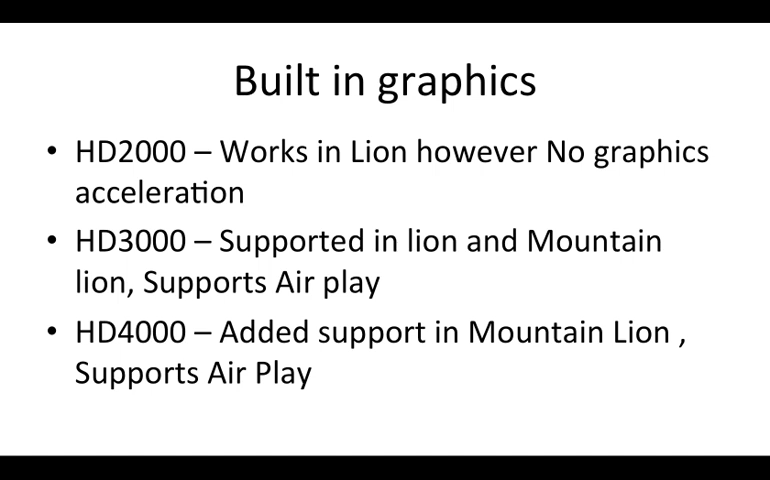 Built in graphics
• HD2000 – Works in Lion however No graphics
acceleration
• HD3000 – Supported in lion and Mountain
lion, Supports Air play
• HD4000 – Added support in Mountain Lion ,
Supports Air Play